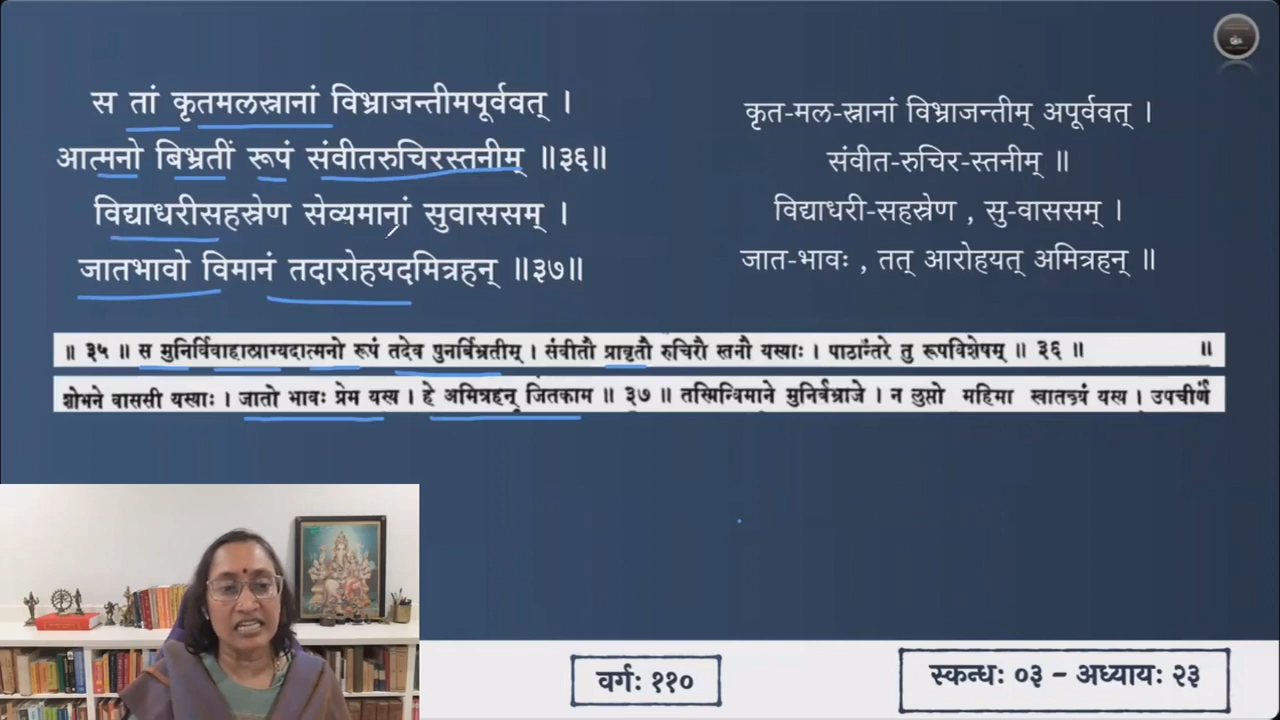 स तां कृतमलस्नानां विभ्राजन्तीमपूर्ववत् ।
आत्मनो बिभ्रतीं रूपं संवीतरुचिरस्तनीम् ॥३६॥
विद्याधरीसहस्रेण सेव्यमानां सुवाससम् ।
जातभावो विमानं तदारोहयदमित्रहन् ॥३७॥
कृत-मल-स्नानां विभ्राजन्तीम् अपूर्ववत् ।
संवीत-रुचिर-स्तनीम् ॥
विद्याधरी-सहस्रेण , सु-वाससम् ।
जात-भावः , तत् आरोहयत् अमित्रहन् ॥
॥ ३५ ॥ स मुनिर्विवाहात्प्राग्यदात्मनो रूपं तदेव पुनर्बिभ्रतीम् । संवीतौ प्रावृतौ रुचिरौ स्तनौ यस्याः । पाठान्तरे तु रूपविशेषम् ॥ ३६ ॥ ॥
शोभने वाससी यस्याः । जातो भावः प्रेम यस्य । हे अमित्रहन् जितकाम ॥ ३७ ॥ तस्मिन्विमाने मुनिर्बभ्राजे । न लुप्तो महिमा स्वातन्त्र्यं यस्य । उपचीर्णं
वर्गः ११०
स्कन्धः ०३ – अध्यायः २३